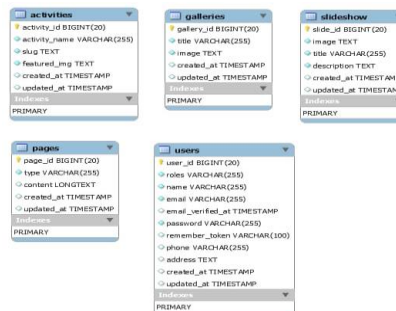 activities
activity_id BIGINT(20)
activity_name VARCHAR(255)
slug TEXT
featured_img TEXT
created_at TIMESTAMP
updated_at TIMESTAMP
Indexes
PRIMARY
galleries
gallery_id BIGINT(20)
title VARCHAR(255)
image TEXT
created_at TIMESTAMP
updated_at TIMESTAMP
Indexes
PRIMARY
slideshow
slide_id BIGINT(20)
image TEXT
title VARCHAR(255)
description TEXT
created_at TIMESTAM
updated_at TIMESTAM
Indexes
PRIMARY
pages
page_id BIGINT(20)
type VARCHAR(255)
content LONGTEXT
created_at TIMESTAMP
updated_at TIMESTAMP
Indexes
PRIMARY
users
user_id BIGINT(20)
roles VARCHAR(255)
name VARCHAR(255)
email VARCHAR(255)
email_verified_at TIMESTAMP
password VARCHAR(255)
remember_token VARCHAR(100)
phone VARCHAR(255)
address TEXT
created_at TIMESTAMP
updated_at TIMESTAMP
Indexes
PRIMARY